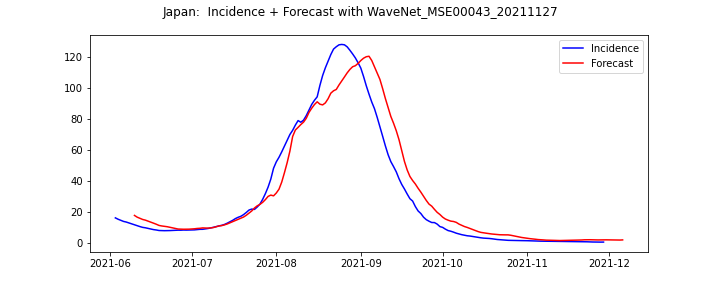 Japan:  Incidence + Forecast with WaveNet_MSE00043_20211127
Incidence
Forecast
120
100
80
60
40
20
0
2021-06 2021-07 2021-08 2021-09 2021-10 2021-11 2021-12